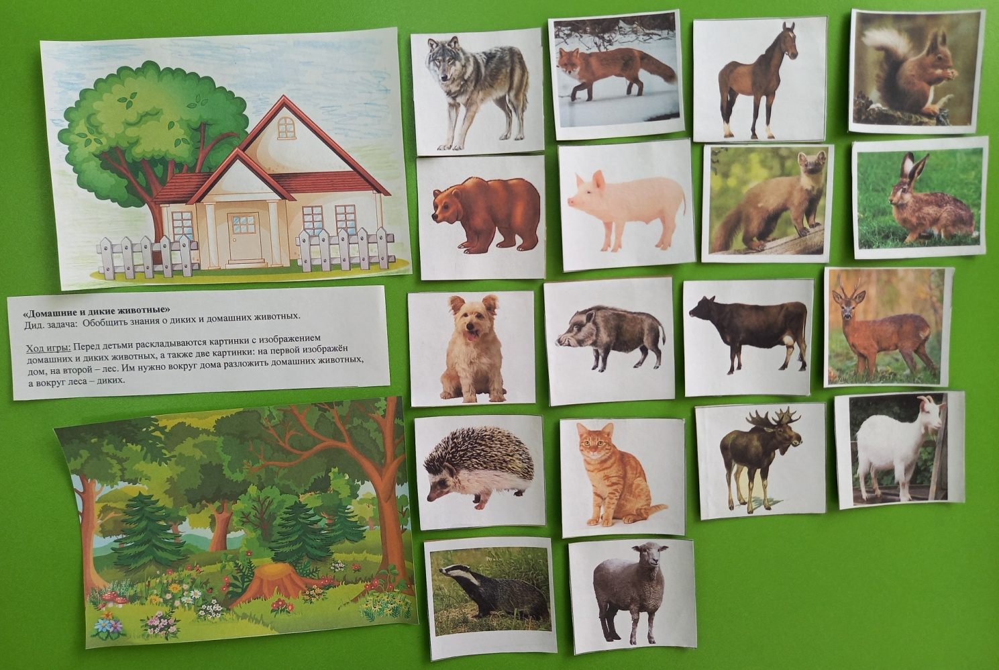 «Домашние и дикие животные»
Дид. задача: Обобщить знания о диких и домашних животных.
Ход игры: Перед детьми раскладываются картинки с изображением
домашних и диких животных, а также две картинки: на первой изображён
дом, на второй – лес. Им нужно вокруг дома разложить домашних животных,
а вокруг леса – диких.